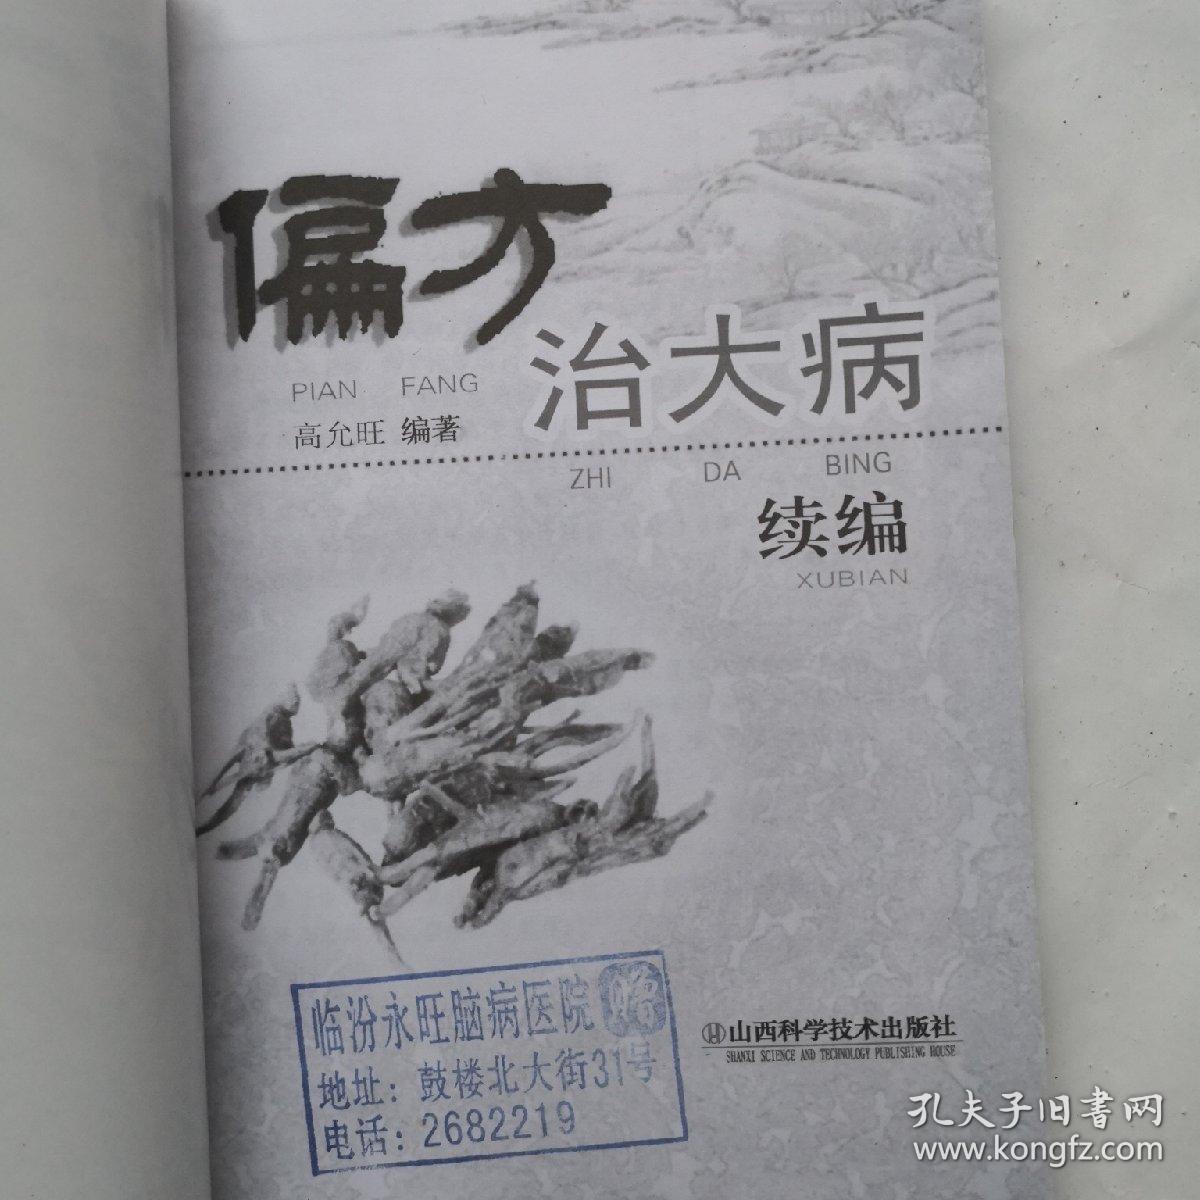 偏方
治大病
PIAN FANG
高允旺 编著
ZHI DA BING
续编
XUBIAN
临汾永旺脑病医院
地址：鼓楼北大街31号
电话：2682219
山西科学技术出版社
SHANXI SCIENCE AND TECHNOLOGY PUBLISHING HOUSE
孔夫子旧书网
www.kongfz.com